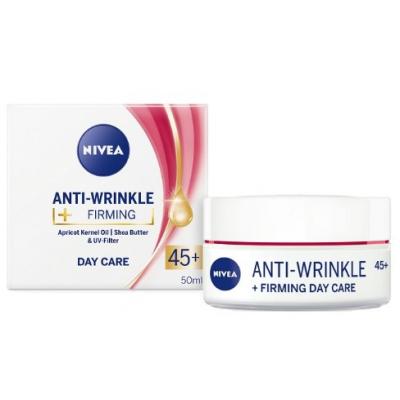 NIVEA
ANTI-WRINKLE
+ FIRMING
Apricot Kernel Oil | Shea Butter
& UV-Filter
DAY CARE
45+
50ml
NIVEA
ANTI-WRINKLE 45+
+ FIRMING DAY CARE